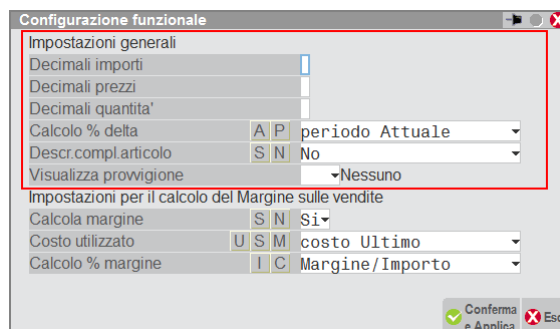 Configurazione funzionale
Impostazioni generali
Decimali importi
Decimali prezzi
Decimali quantita'
Calcolo % delta A P periodo Attuale
Descr.compl.articolo S N No
Visualizza provvigione Nessuno
Impostazioni per il calcolo del Margine sulle vendite
Calcola margine S N Si
Costo utilizzato U S M costo Ultimo
Calcolo % margine I C Margine/Importo
Conferma
e Applica
Esc